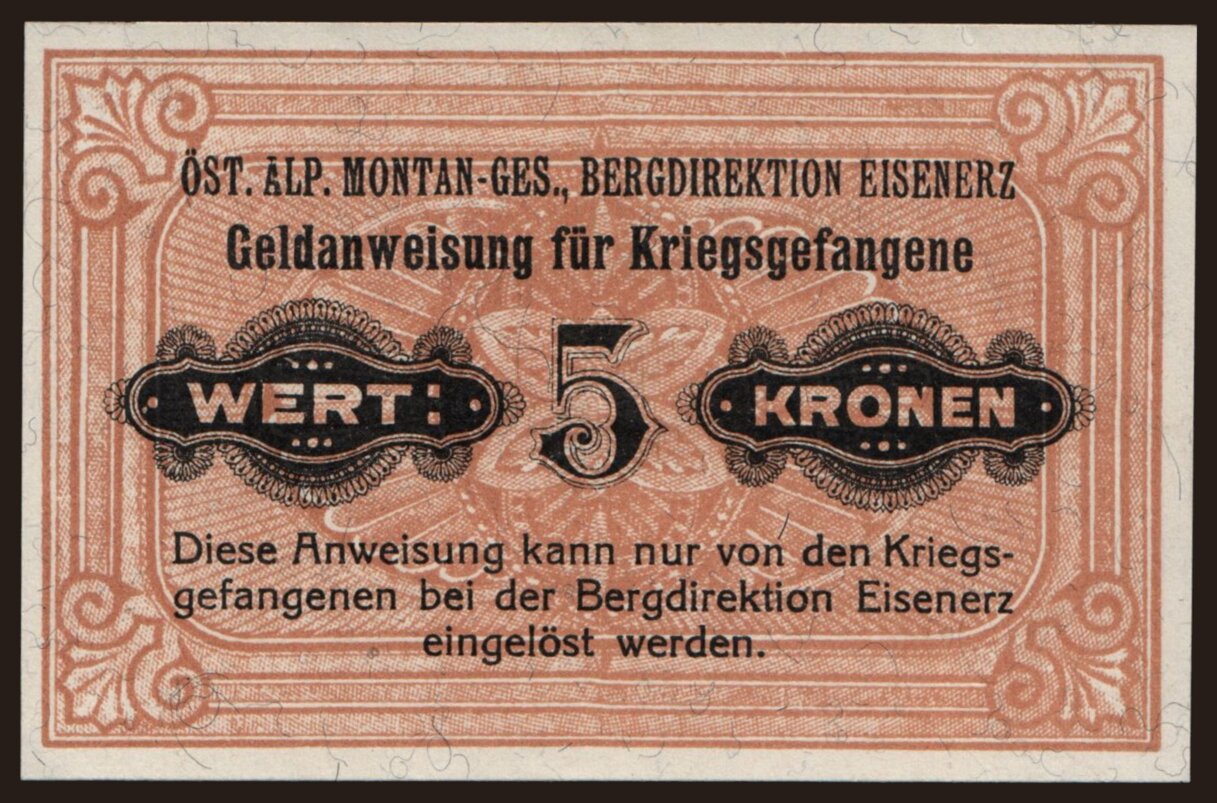 ÖST. ALP. MONTAN-GES., BERGDIREKTION EISENERZ
Geldanweisung für Kriegsgefangene
WERT: 5 KRONEN
Diese Anweisung kann nur von den Kriegs-
gefangenen bei der Bergdirektion Eisenerz
eingelöst werden.